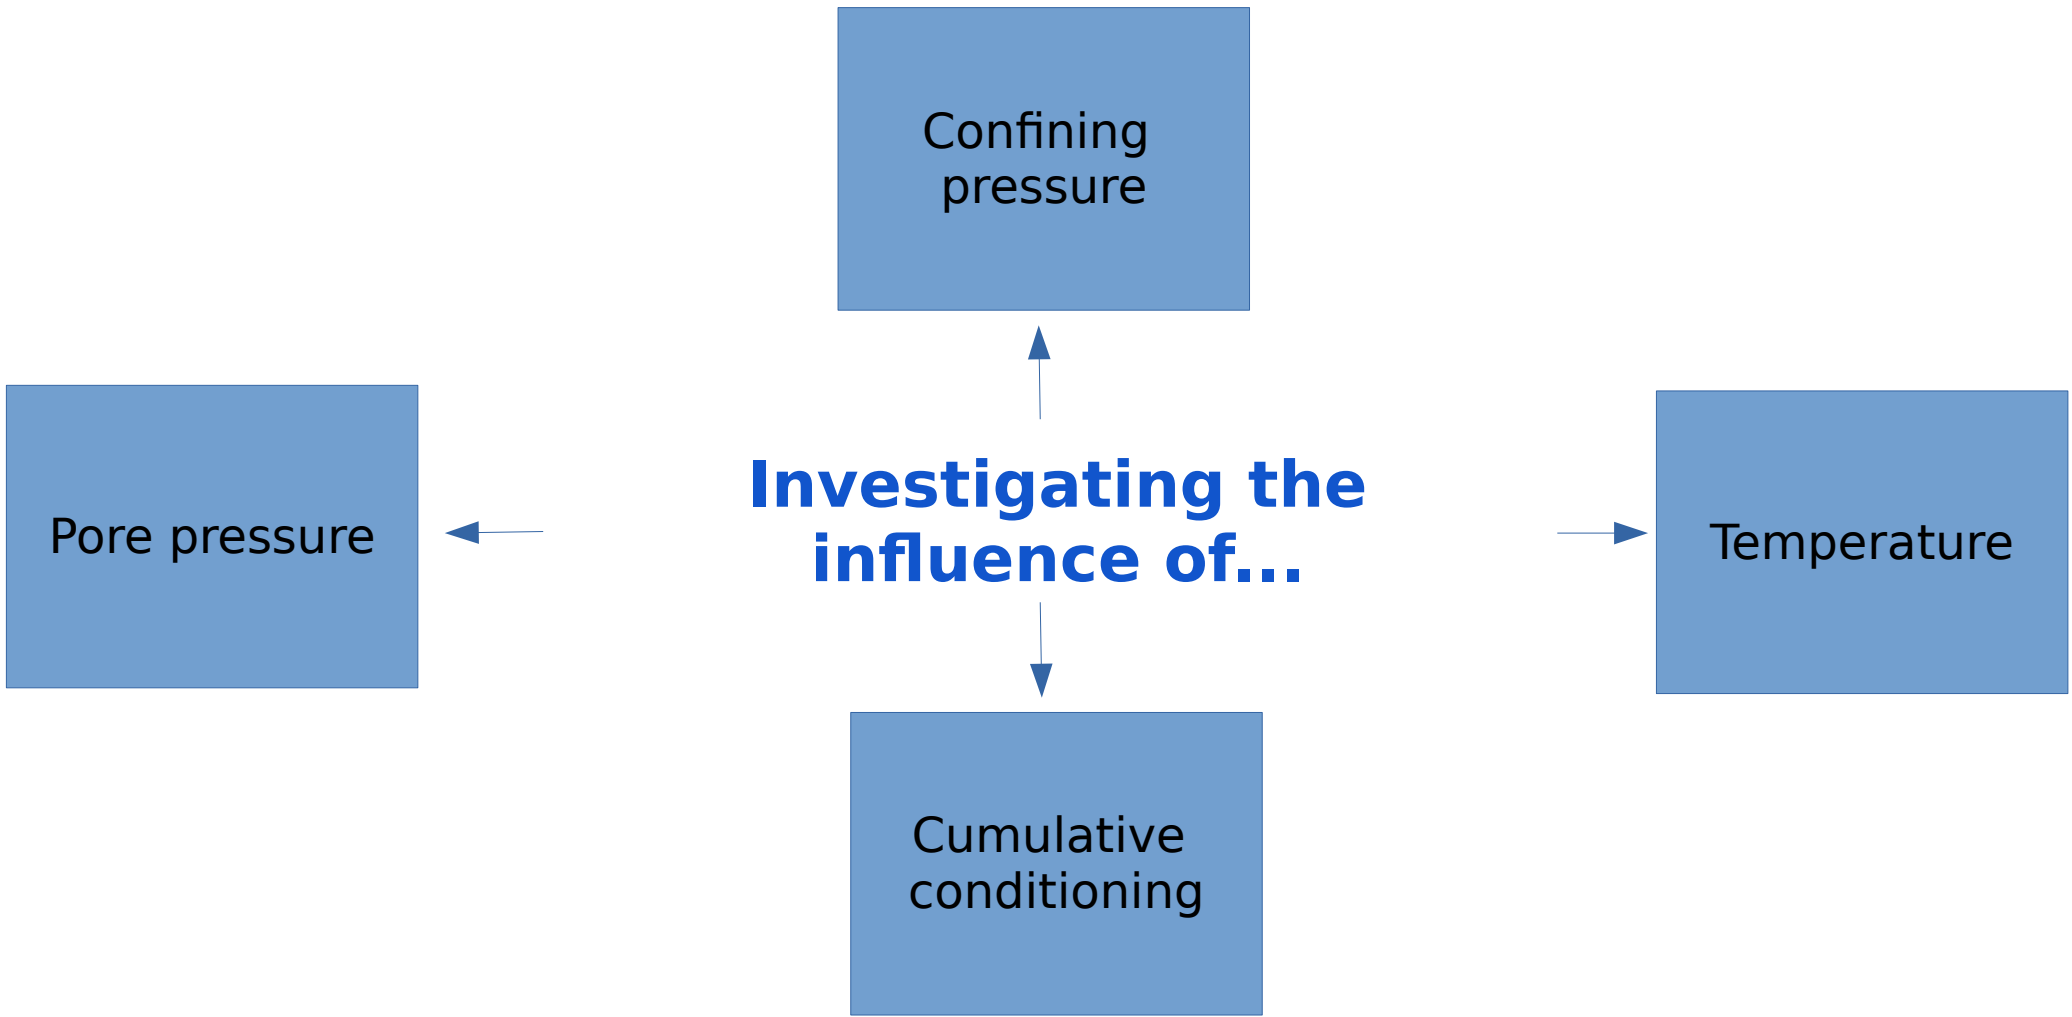 Confining
pressure
Investigating the
influence of...
Pore pressure
Temperature
Cumulative
conditioning